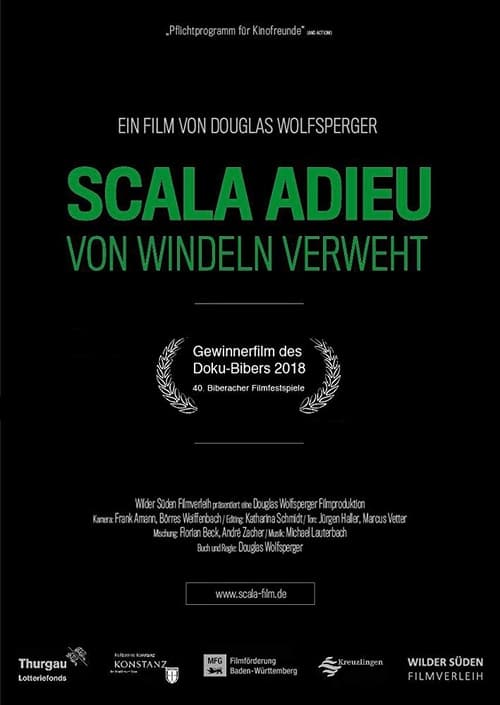 „Pflichtprogramm für Kinofreunde" (AND ACTION!)
EIN FILM VON DOUGLAS WOLFSPERGER
SCALA ADIEU
VON WINDELN VERWEHT
Gewinnerfilm des
Doku-Bibers 2018
40. Biberacher Filmfestspiele
Wilder Süden Filmverleih präsentiert eine Douglas Wolfsperger Filmproduktion
Kamera: Frank Amann, Börres Weiffenbach / Editing: Katharina Schmidt / Ton: Jürgen Haller, Marcus Vetter
Mischung: Florian Beck, André Zacher / Musik: Michael Lauterbach
Buch und Regie: Douglas Wolfsperger
www.scala-film.de
Thurgau
Lotteriefonds
KONSTANZ
MFG
Filmförderung
Baden-Württemberg
Kreuzlingen
WILDER SÜDEN
FILMVERLEIH